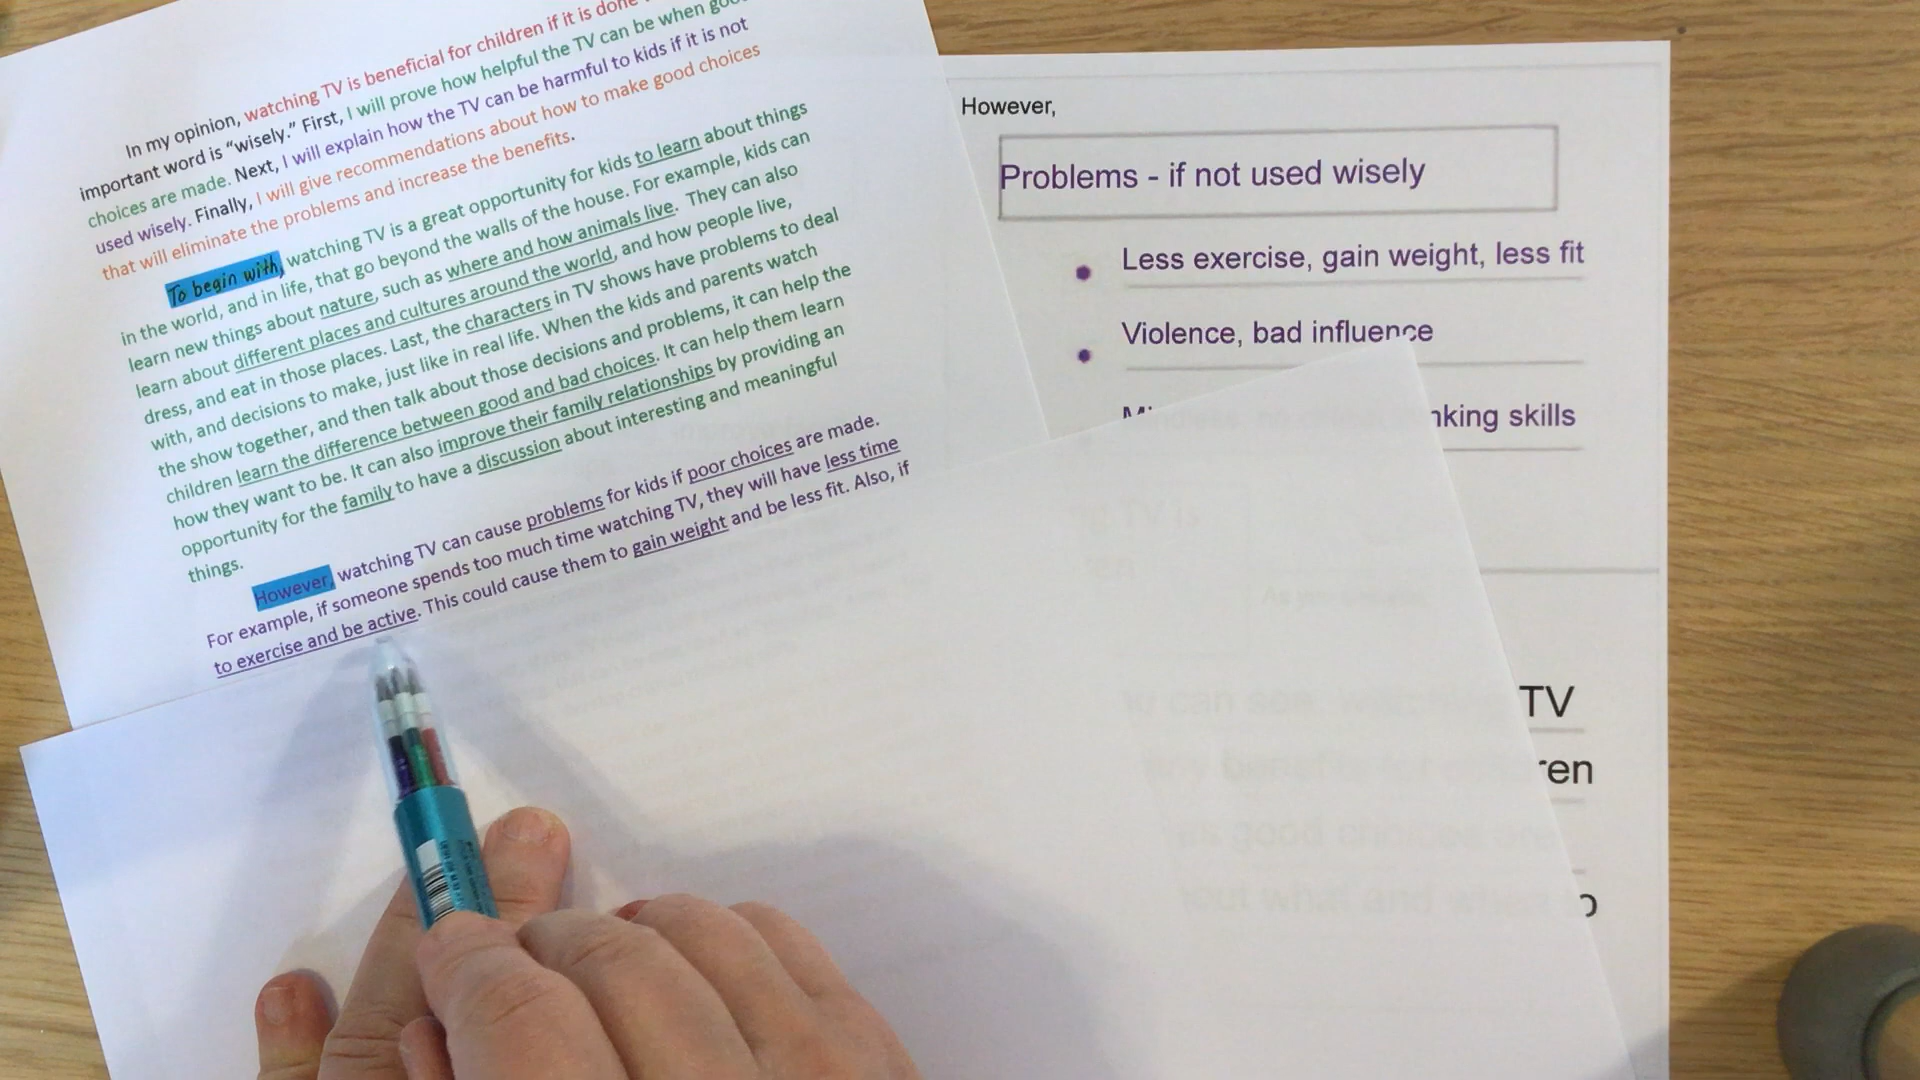 In my opinion, watching TV is beneficial for children if it is done
important word is “wisely.” First, I will prove how helpful the TV can be when good
choices are made. Next, I will explain how the TV can be harmful to kids if it is not
used wisely. Finally, I will give recommendations about how to make good choices
that will eliminate the problems and increase the benefits.
To begin with, watching TV is a great opportunity for kids to learn about things
in the world, and in life, that go beyond the walls of the house. For example, kids can
learn new things about nature, such as where and how animals live. They can also
learn about different places and cultures around the world, and how people live,
dress, and eat in those places. Last, the characters in TV shows have problems to deal
with, and decisions to make, just like in real life. When the kids and parents watch
the show together, and then talk about those decisions and problems, it can help the
children learn the difference between good and bad choices. It can help them learn
how they want to be. It can also improve their family relationships by providing an
opportunity for the family to have a discussion about interesting and meaningful
things.
However, watching TV can cause problems for kids if poor choices are made.
For example, if someone spends too much time watching TV, they will have less time
to exercise and be active. This could cause them to gain weight and be less fit. Also, if
However,
Problems - if not used wisely
Less exercise, gain weight, less fit
Violence, bad influence
nking skills
TV
ren